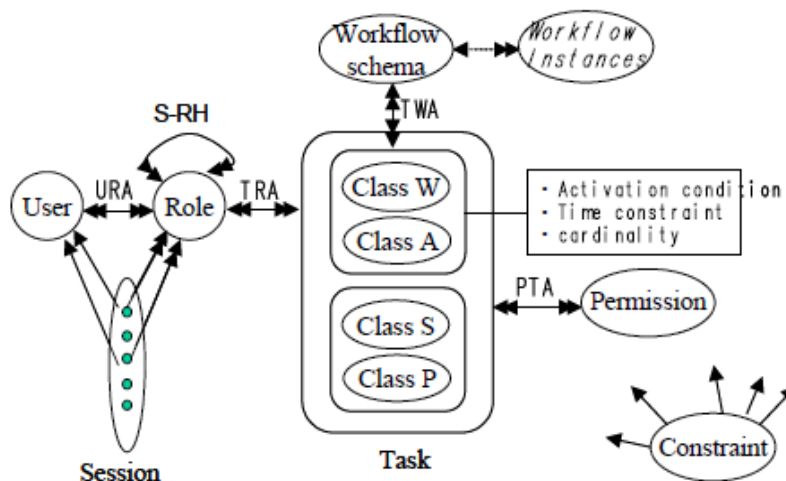 Workflow
schema
Workflow
Instances
TWA
S-RH
URA
TRA
User
Role
Class W
Class A
Class S
Class P
・Activation condition
・Time constraint
・cardinality
PTA
Permission
Constraint
Session
Task